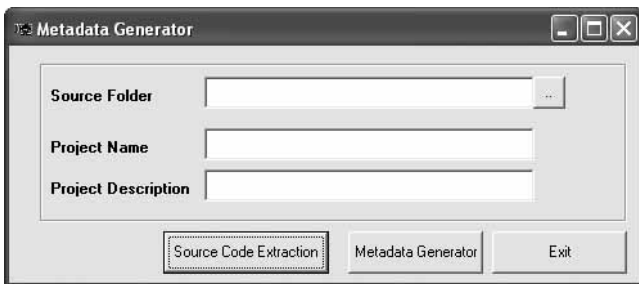 Metadata Generator
Source Folder
..
Project Name
Project Description
Source Code Extraction Metadata Generator Exit